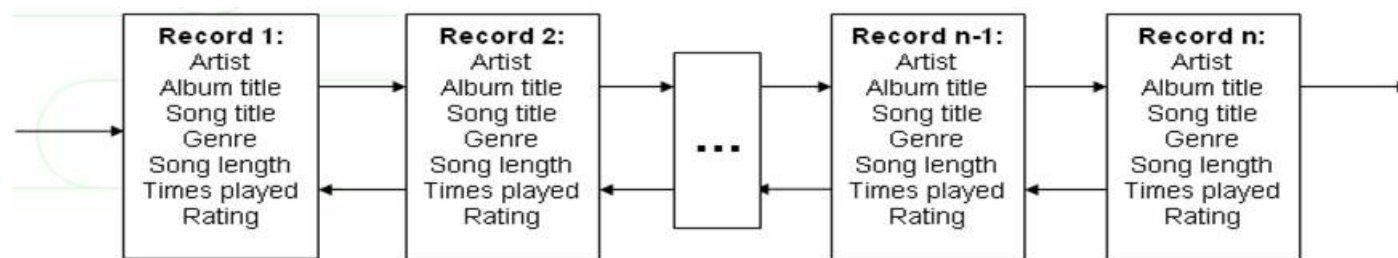 Record 1:
Artist
Album title
Song title
Genre
Song length
Times played
Rating
Record 2:
Artist
Album title
Song title
Genre
Song length
Times played
Rating
...
Record n-1:
Artist
Album title
Song title
Genre
Song length
Times played
Rating
Record n:
Artist
Album title
Song title
Genre
Song length
Times played
Rating